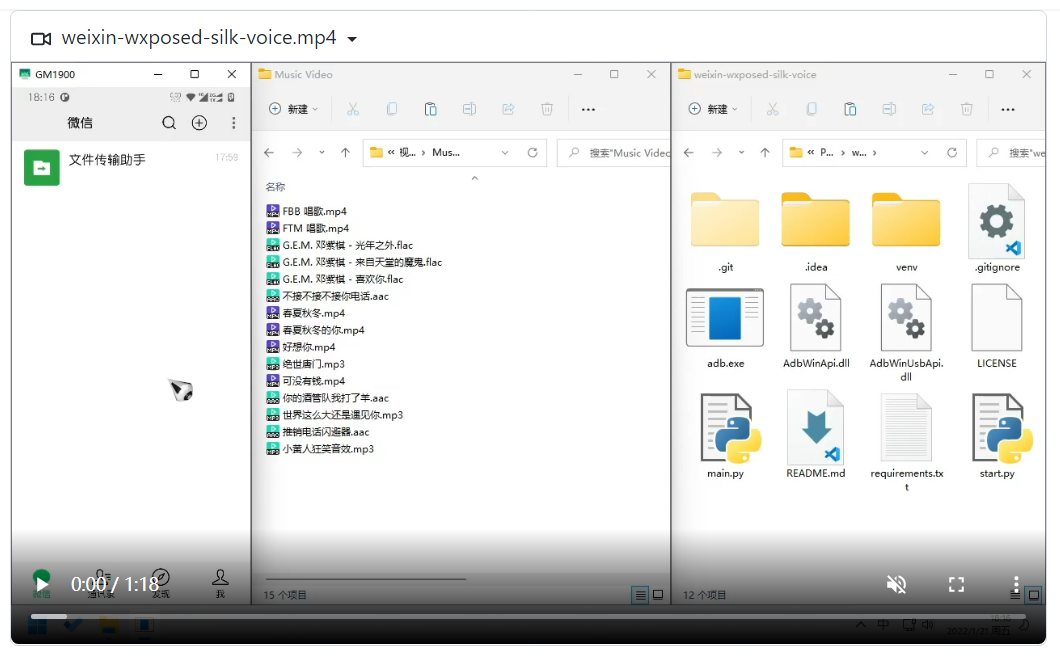 weixin-wxposed-silk-voice.mp4
GM1900
18:16
微信
文件传输助手
17:59
微信
通讯录
发现
我
Music Video
新建
« 视... › Mus...
搜索"Music Video
名称
FBB 唱歌.mp4
FTM 唱歌.mp4
G.E.M. 邓紫棋 - 光年之外.flac
G.E.M. 邓紫棋 - 来自天堂的魔鬼.flac
G.E.M. 邓紫棋 - 喜欢你.flac
不接不接不接你电话.aac
春夏秋冬.mp4
春夏秋冬的你.mp4
好想你.mp4
绝世唐门.mp3
可没有钱.mp4
你的酒管队我打了羊.aac
世界这么大还是遇见你.mp3
推销电话闪避器.aac
小黄人狂笑音效.mp3
15 个项目
weixin-wxposed-silk-voice
新建
« P... › w... ›
搜索"we
.git
.idea
venv
.gitignore
adb.exe
AdbWinApi.dll
AdbWinUsbApi.
dll
LICENSE
main.py
README.md
requirements.tx
t
start.py
12 个项目
0:00 / 1:18
中
18:16
2022/1/21 周五